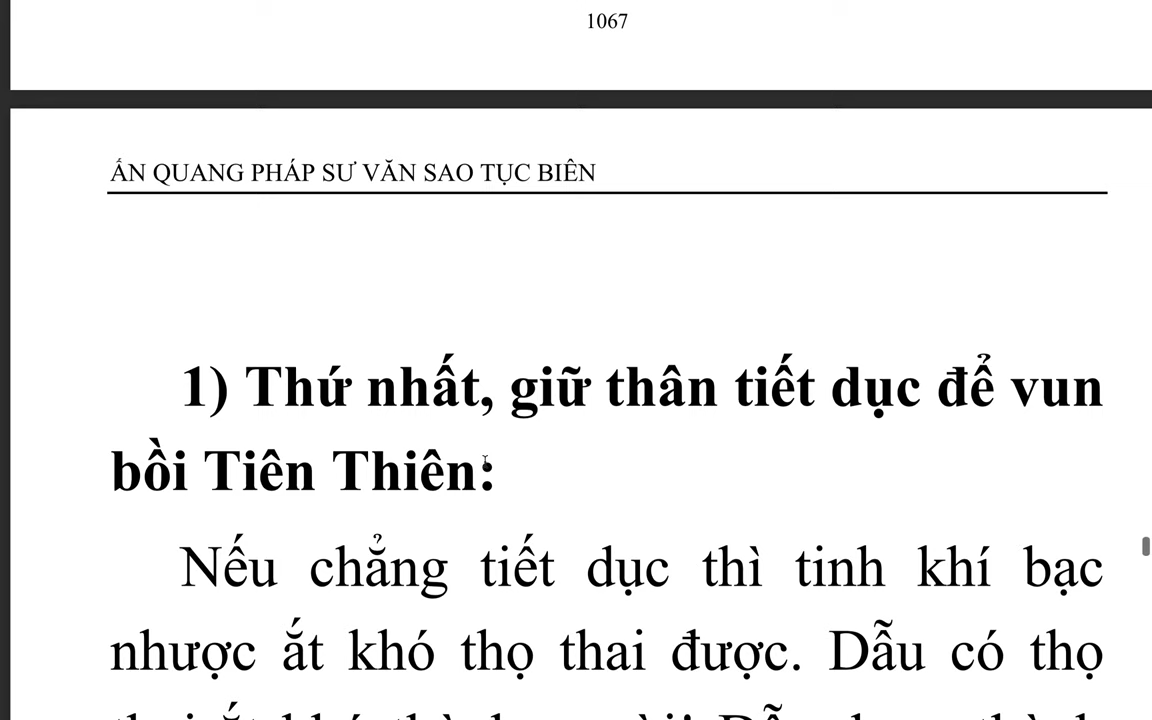 1067
ẤN QUANG PHÁP SƯ VĂN SAO TỤC BIÊN
1) Thứ nhất, giữ thân tiết dục để vun
bồi Tiên Thiên:
Nếu chẳng tiết dục thì tinh khí bạc
nhược ắt khó thọ thai được. Dẫu có thọ